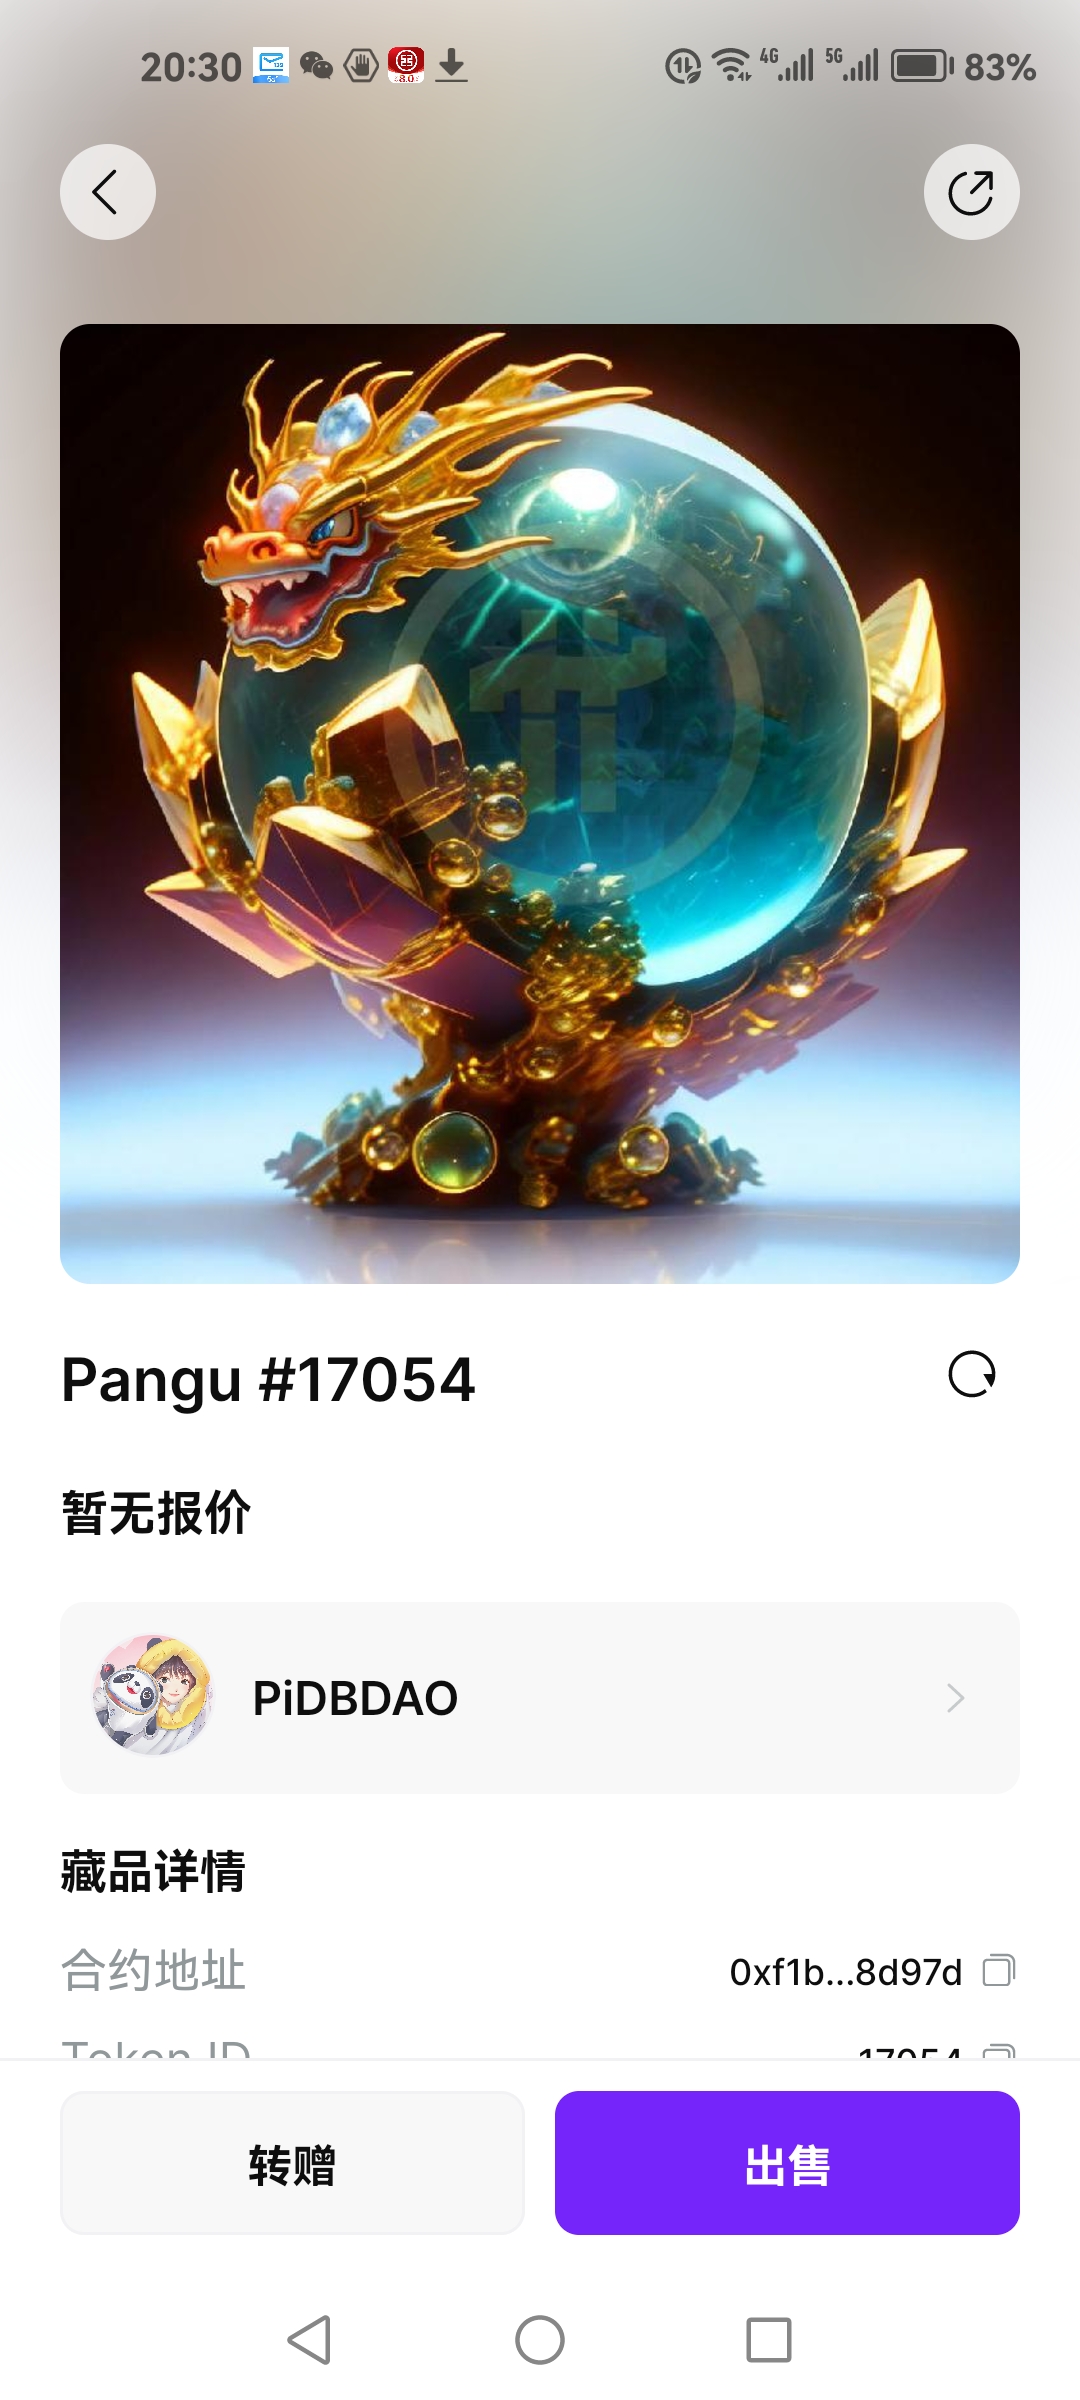 20:30
4G 5G 83%
Pangu #17054
暂无报价
PiDBDAO
藏品详情
合约地址 0xf1b...8d97d
Token ID 17054
转赠 出售